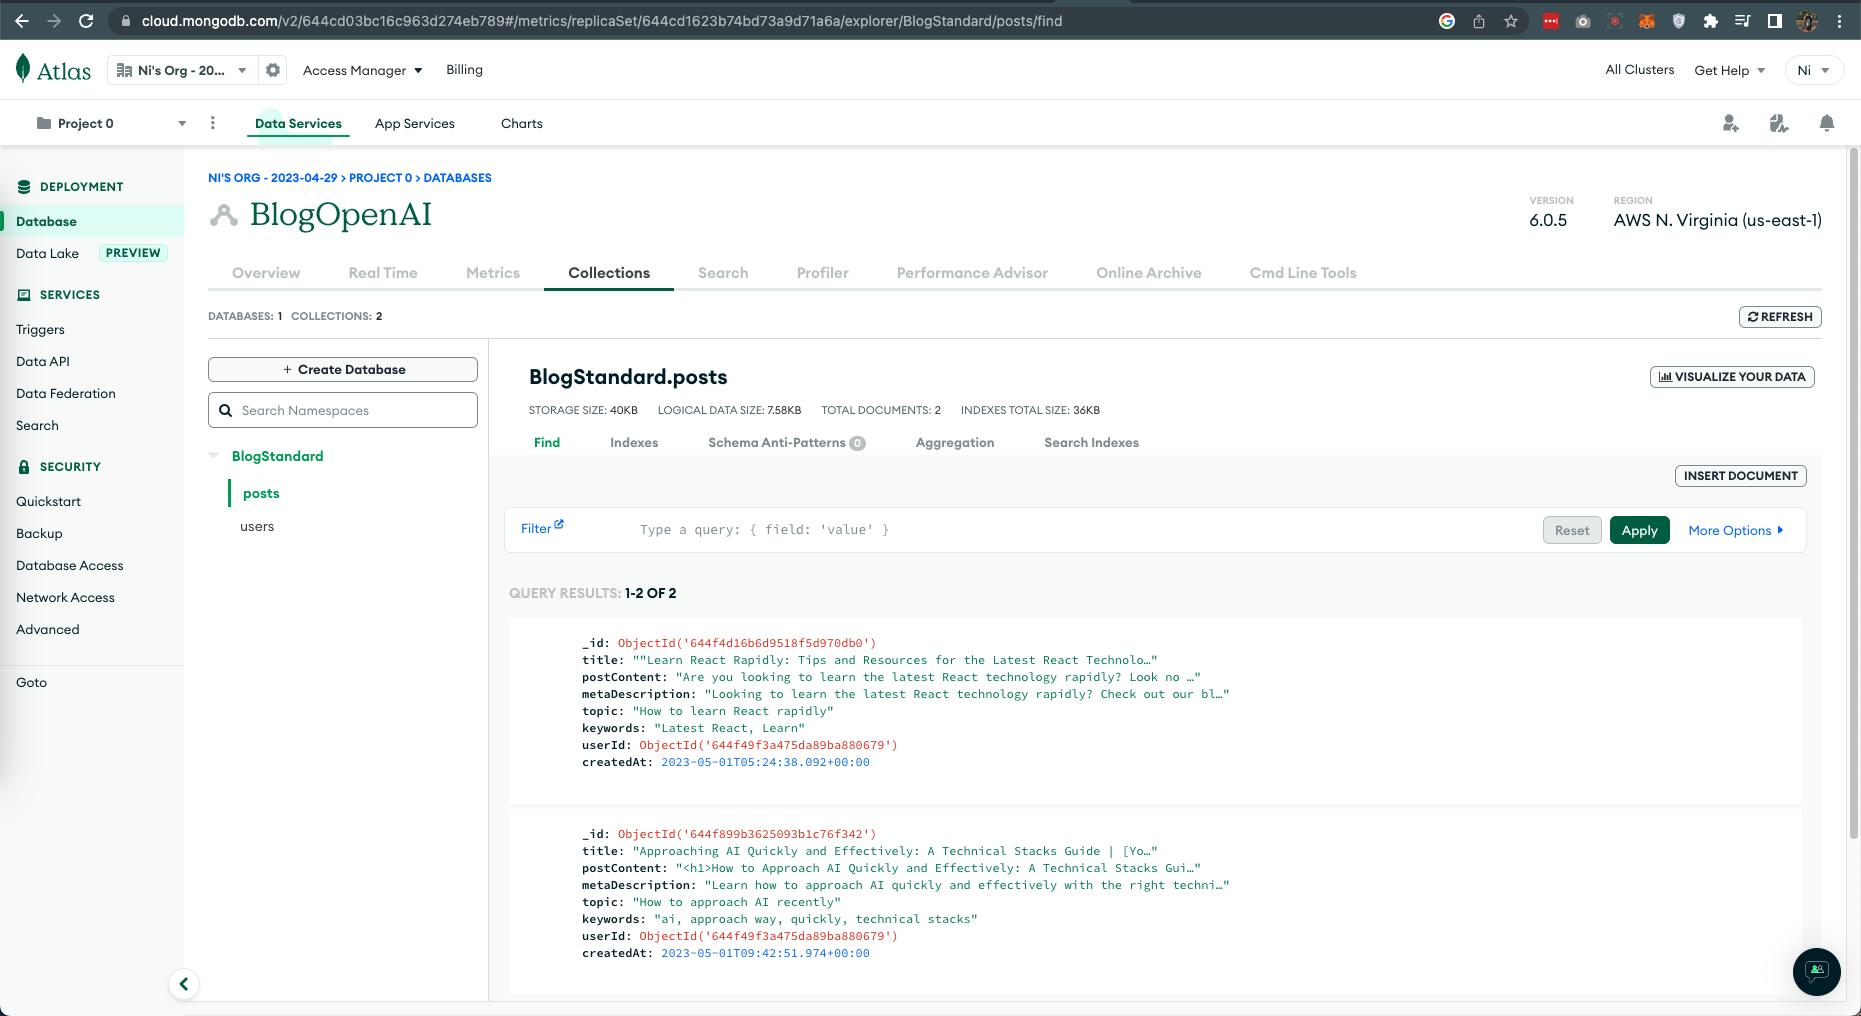 cloud.mongodb.com/v2/644cd03bc16c963d274eb789#/metrics/replicaSet/644cd1623b74bd73a9d71a6a/explorer/BlogStandard/posts/find
Atlas
Ni's Org - 20...
Access Manager
Billing
All Clusters
Get Help
Ni
Project 0
Data Services
App Services
Charts
DEPLOYMENT
Database
Data Lake PREVIEW
SERVICES
Triggers
Data API
Data Federation
Search
SECURITY
Quickstart
Backup
Database Access
Network Access
Advanced
Goto
NI'S ORG - 2023-04-29 > PROJECT 0 > DATABASES
BlogOpenAI
VERSION
6.0.5
REGION
AWS N. Virginia (us-east-1)
Overview
Real Time
Metrics
Collections
Search
Profiler
Performance Advisor
Online Archive
Cmd Line Tools
DATABASES: 1 COLLECTIONS: 2
REFRESH
+ Create Database
Search Namespaces
BlogStandard
posts
users
BlogStandard.posts
VISUALIZE YOUR DATA
STORAGE SIZE: 40KB LOGICAL DATA SIZE: 7.58KB TOTAL DOCUMENTS: 2 INDEXES TOTAL SIZE: 36KB
Find
Indexes
Schema Anti-Patterns 0
Aggregation
Search Indexes
INSERT DOCUMENT
Filter
Type a query: { field: 'value' }
Reset
Apply
More Options
QUERY RESULTS: 1-2 OF 2
_id: ObjectId('644f4d16b6d9518f5d970db0')
title: ""Learn React Rapidly: Tips and Resources for the Latest React Technolo…"
postContent: "Are you looking to learn the latest React technology rapidly? Look no …"
metaDescription: "Looking to learn the latest React technology rapidly? Check out our bl…"
topic: "How to learn React rapidly"
keywords: "Latest React, Learn"
userId: ObjectId('644f49f3a475da89ba880679')
createdAt: 2023-05-01T05:24:38.092+00:00
_id: ObjectId('644f899b3625093b1c76f342')
title: "Approaching AI Quickly and Effectively: A Technical Stacks Guide | [Yo…"
postContent: "<h1>How to Approach AI Quickly and Effectively: A Technical Stacks Gui…"
metaDescription: "Learn how to approach AI quickly and effectively with the right techni…"
topic: "How to approach AI recently"
keywords: "ai, approach way, quickly, technical stacks"
userId: ObjectId('644f49f3a475da89ba880679')
createdAt: 2023-05-01T09:42:51.974+00:00